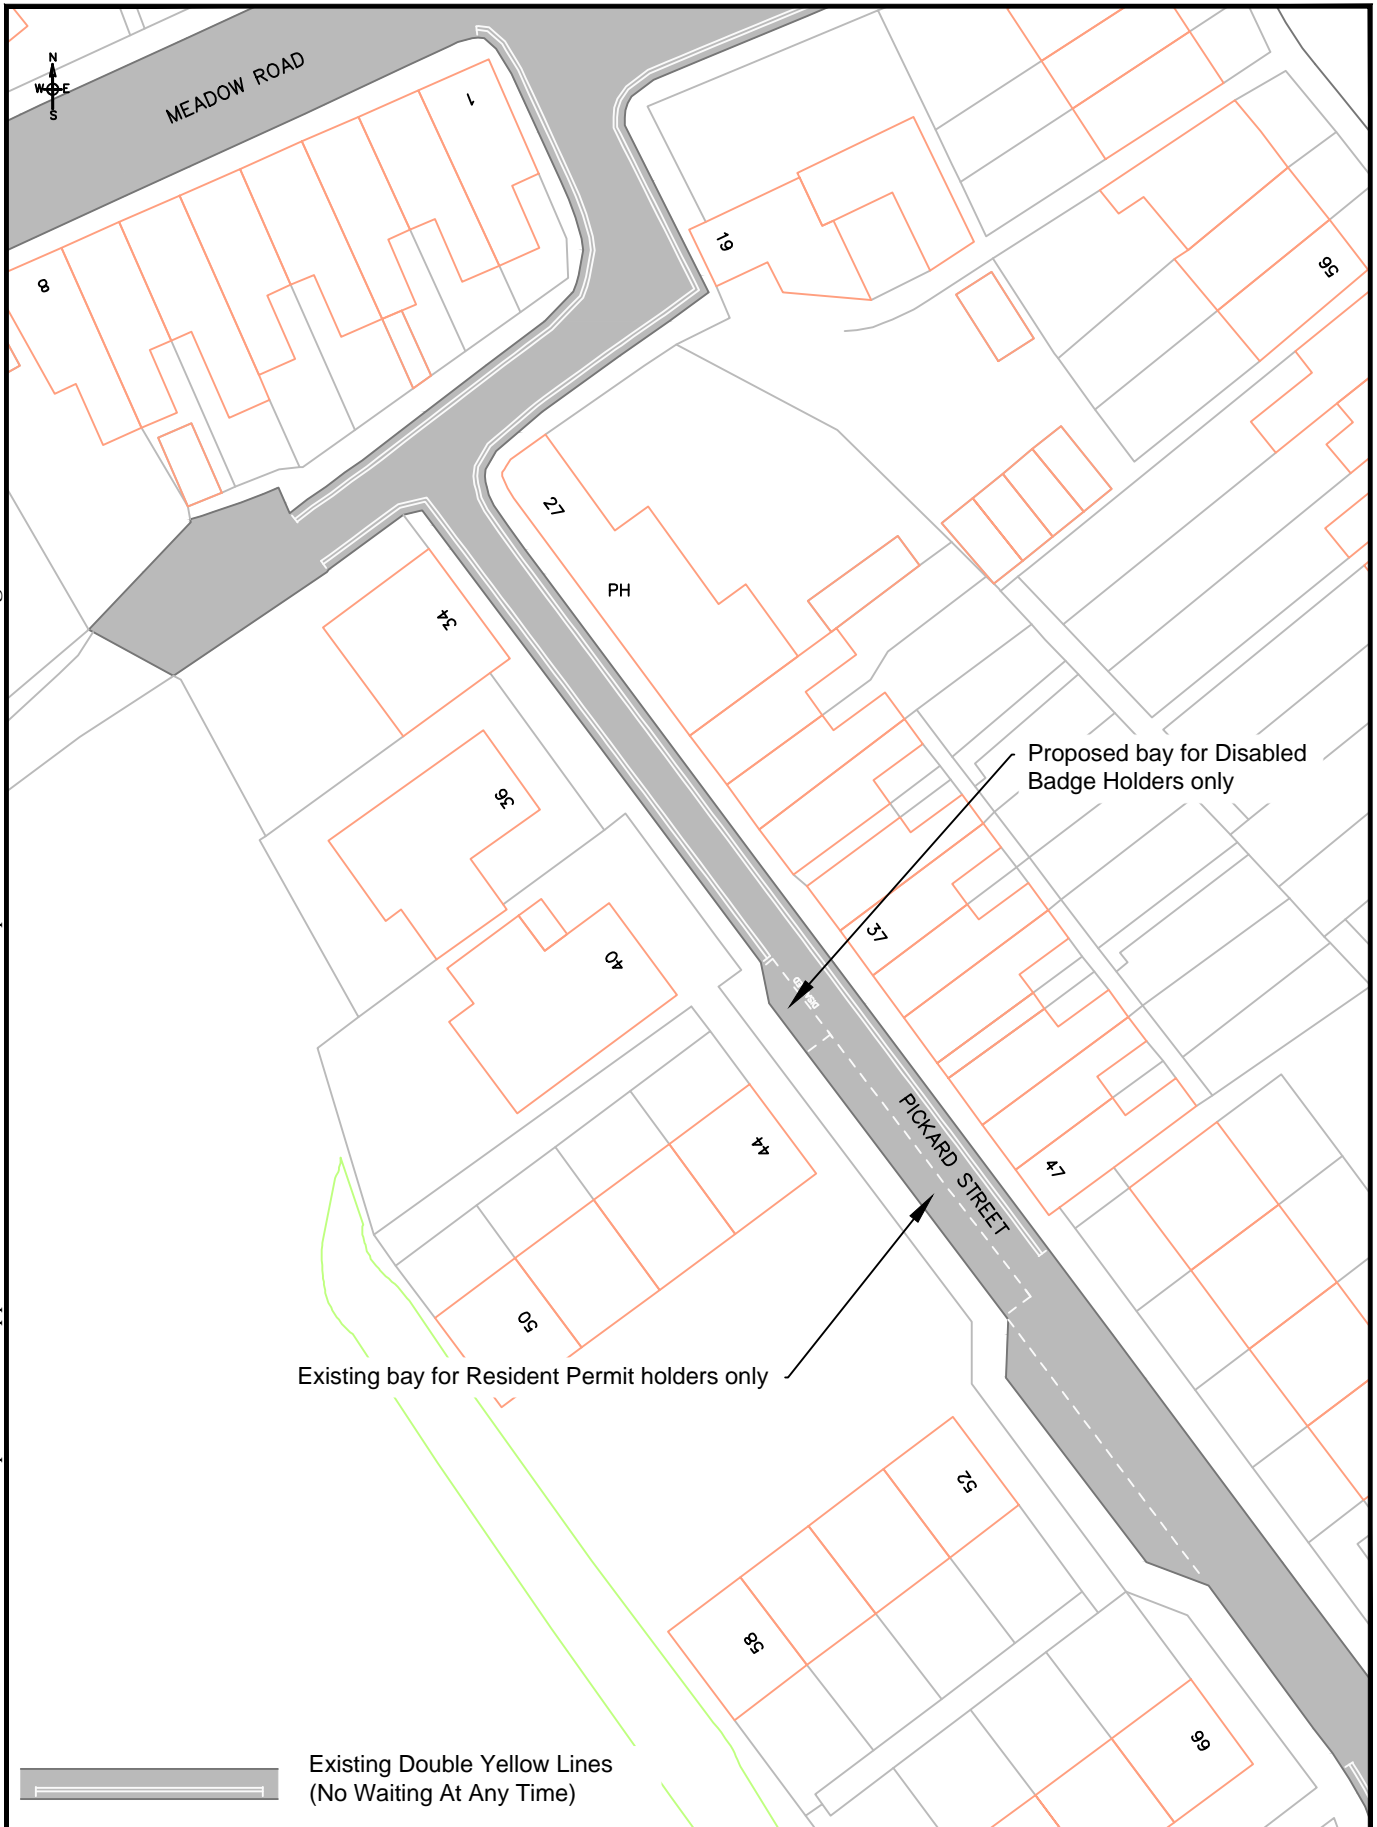 N
W E
S
MEADOW ROAD
1
8
19
56
27
PH
34
36
Proposed bay for Disabled
Badge Holders only
37
40
DISABLED
PICKARD STREET
44
47
50
Existing bay for Resident Permit holders only
52
58
66
Existing Double Yellow Lines
(No Waiting At Any Time)